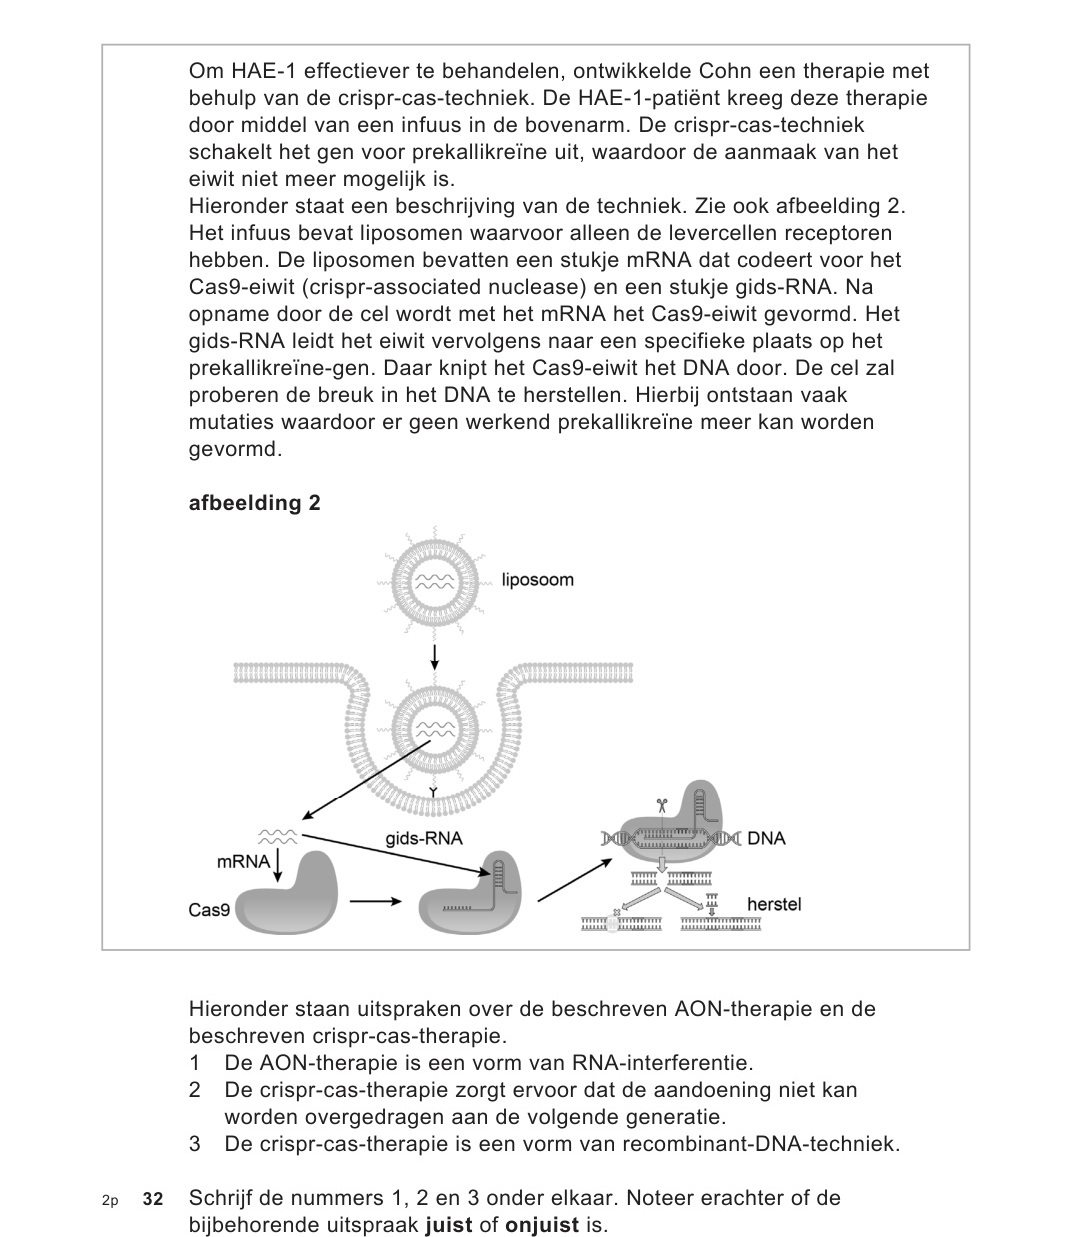 Om HAE-1 effectiever te behandelen, ontwikkelde Cohn een therapie met
behulp van de crispr-cas-techniek. De HAE-1-patiënt kreeg deze therapie
door middel van een infuus in de bovenarm. De crispr-cas-techniek
schakelt het gen voor prekallikreïne uit, waardoor de aanmaak van het
eiwit niet meer mogelijk is.
Hieronder staat een beschrijving van de techniek. Zie ook afbeelding 2.
Het infuus bevat liposomen waarvoor alleen de levercellen receptoren
hebben. De liposomen bevatten een stukje mRNA dat codeert voor het
Cas9-eiwit (crispr-associated nuclease) en een stukje gids-RNA. Na
opname door de cel wordt met het mRNA het Cas9-eiwit gevormd. Het
gids-RNA leidt het eiwit vervolgens naar een specifieke plaats op het
prekallikreïne-gen. Daar knipt het Cas9-eiwit het DNA door. De cel zal
proberen de breuk in het DNA te herstellen. Hierbij ontstaan vaak
mutaties waardoor er geen werkend prekallikreïne meer kan worden
gevormd.
afbeelding 2
liposoom
gids-RNA
DNA
mRNA
Cas9
herstel
Hieronder staan uitspraken over de beschreven AON-therapie en de
beschreven crispr-cas-therapie.
1 De AON-therapie is een vorm van RNA-interferentie.
2 De crispr-cas-therapie zorgt ervoor dat de aandoening niet kan
worden overgedragen aan de volgende generatie.
3 De crispr-cas-therapie is een vorm van recombinant-DNA-techniek.
2p 32 Schrijf de nummers 1, 2 en 3 onder elkaar. Noteer erachter of de
bijbehorende uitspraak juist of onjuist is.